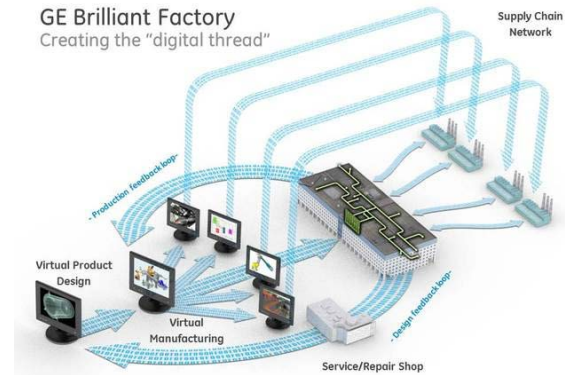 GE Brilliant Factory
Creating the “digital thread”
Supply Chain
Network
- Production feedback loop-
Virtual Product
Design
Virtual
Manufacturing
- Design feedback loop-
Service/Repair Shop